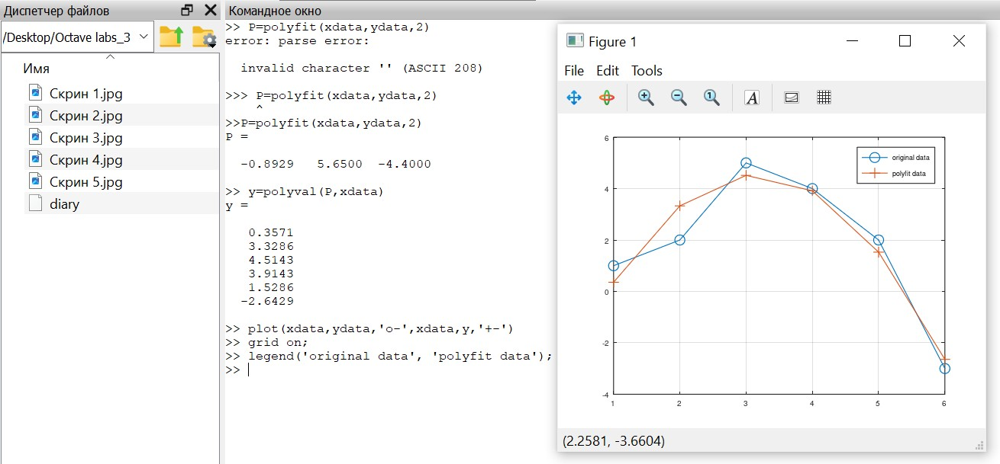 Диспетчер файлов
/Desktop/Octave labs_3
Имя
Скрин 1.jpg
Скрин 2.jpg
Скрин 3.jpg
Скрин 4.jpg
Скрин 5.jpg
diary
Командное окно
>> P=polyfit(xdata,ydata,2)
error: parse error:
invalid character '' (ASCII 208)
>>> P=polyfit(xdata,ydata,2)
^
>>P=polyfit(xdata,ydata,2)
P =
-0.8929 5.6500 -4.4000
>> y=polyval(P,xdata)
y =
0.3571
3.3286
4.5143
3.9143
1.5286
-2.6429
>> plot(xdata,ydata,'o-',xdata,y,'+-')
>> grid on;
>> legend('original data', 'polyfit data');
>>
Figure 1
File Edit Tools
A
original data
polyfit data
6
4
2
0
-2
-4
1 2 3 4 5 6
(2.2581, -3.6604)